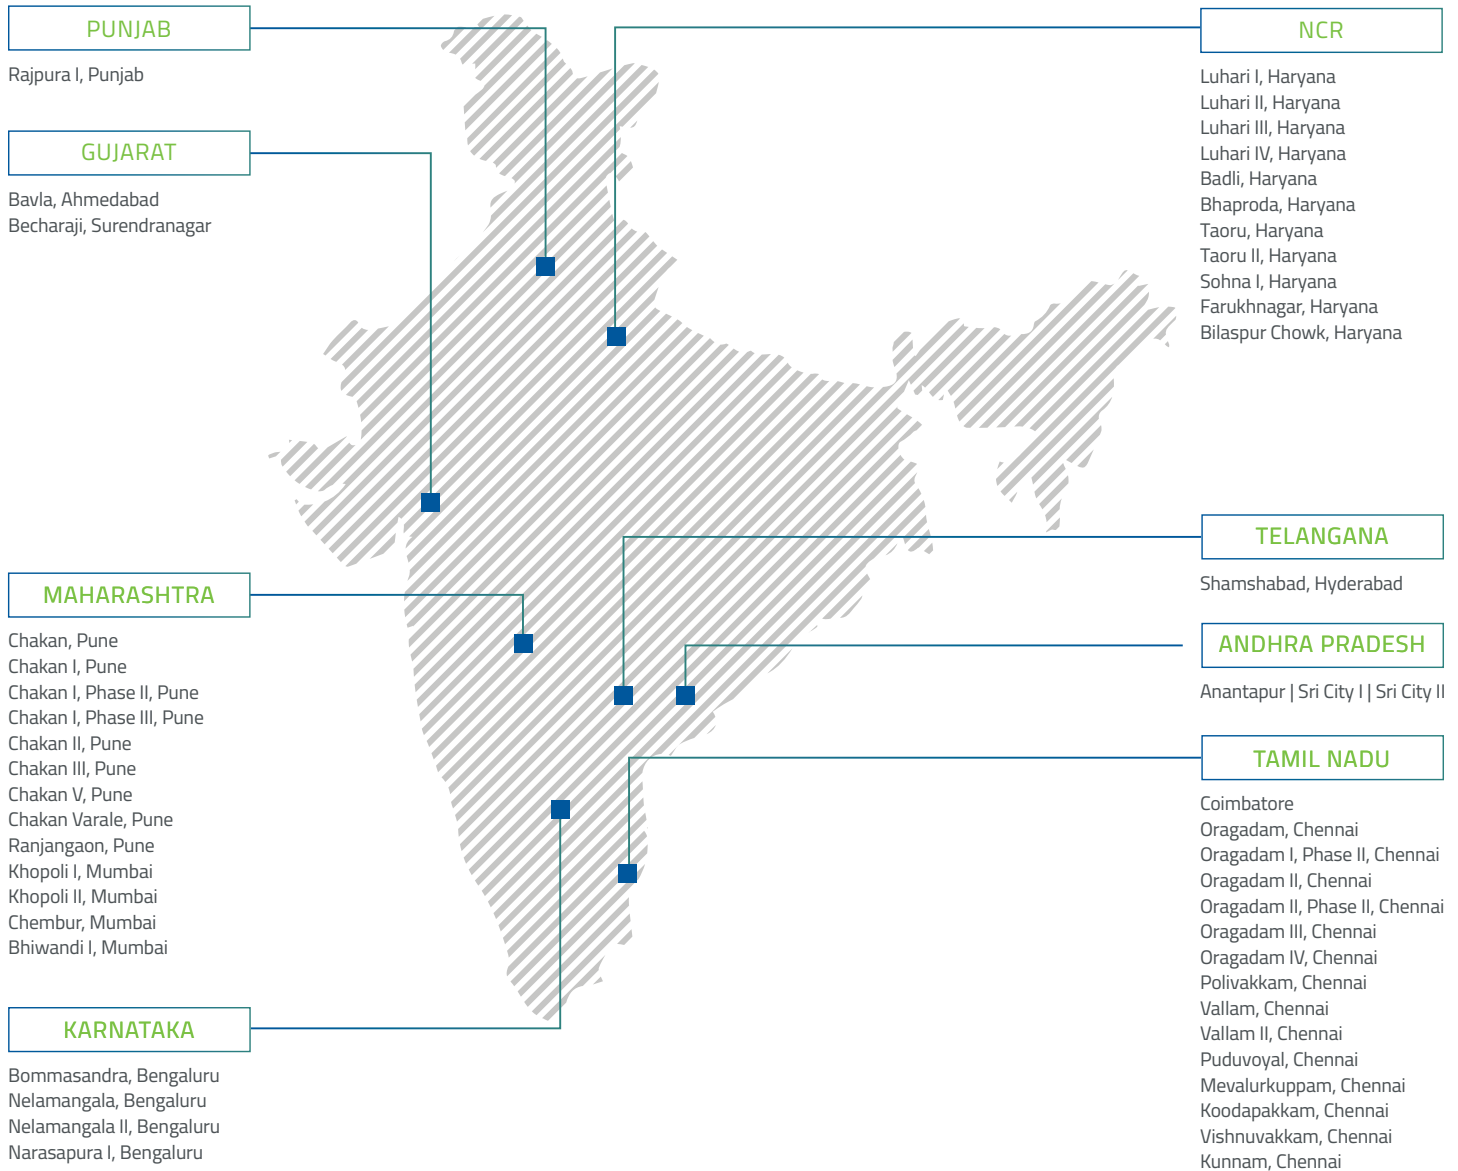 PUNJAB
Rajpura I, Punjab
GUJARAT
Bavla, Ahmedabad
Becharaji, Surendranagar
MAHARASHTRA
Chakan, Pune
Chakan I, Pune
Chakan I, Phase II, Pune
Chakan I, Phase III, Pune
Chakan II, Pune
Chakan III, Pune
Chakan V, Pune
Chakan Varale, Pune
Ranjangaon, Pune
Khopoli I, Mumbai
Khopoli II, Mumbai
Chembur, Mumbai
Bhiwandi I, Mumbai
KARNATAKA
Bommasandra, Bengaluru
Nelamangala, Bengaluru
Nelamangala II, Bengaluru
Narasapura I, Bengaluru
NCR
Luhari I, Haryana
Luhari II, Haryana
Luhari III, Haryana
Luhari IV, Haryana
Badli, Haryana
Bhaproda, Haryana
Taoru, Haryana
Taoru II, Haryana
Sohna I, Haryana
Farukhnagar, Haryana
Bilaspur Chowk, Haryana
TELANGANA
Shamshabad, Hyderabad
ANDHRA PRADESH
Anantapur | Sri City I | Sri City II
TAMIL NADU
Coimbatore
Oragadam, Chennai
Oragadam I, Phase II, Chennai
Oragadam II, Chennai
Oragadam II, Phase II, Chennai
Oragadam III, Chennai
Oragadam IV, Chennai
Polivakkam, Chennai
Vallam, Chennai
Vallam II, Chennai
Puduvoyal, Chennai
Mevalurkuppam, Chennai
Koodapakkam, Chennai
Vishnuvakkam, Chennai
Kunnam, Chennai